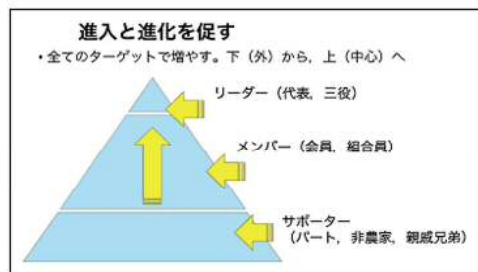 進入と進化を促す
・全てのターゲットで増やす。下（外）から，上（中心）へ
リーダー（代表，三役）
メンバー（会員，組合員）
サポーター
（パート，非農家，親戚兄弟）